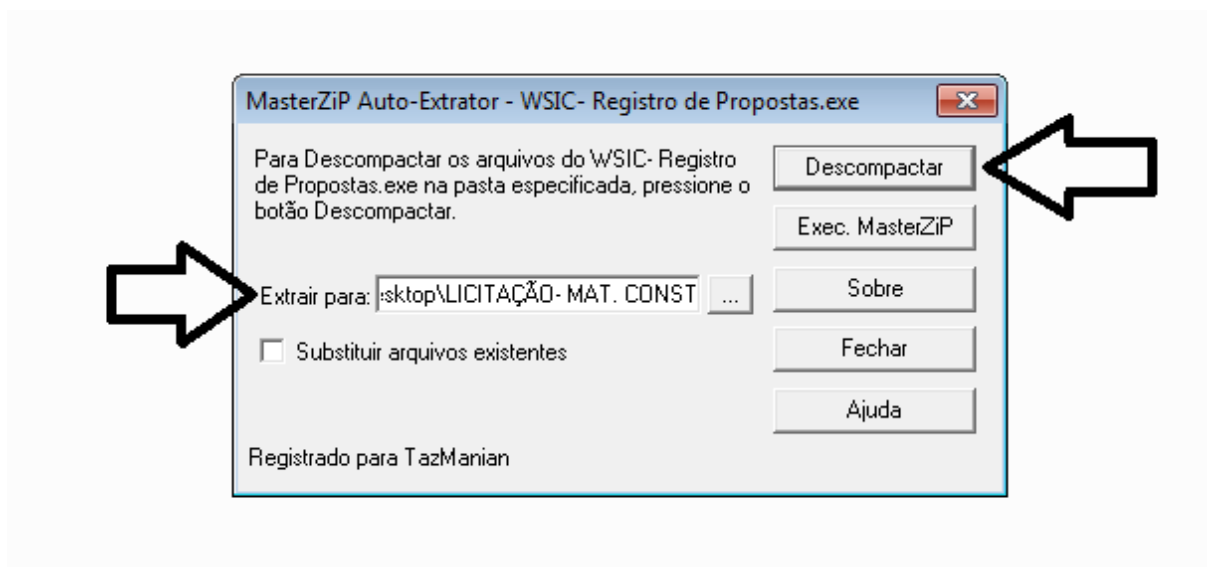 MasterZiP Auto-Extrator - WSIC- Registro de Propostas.exe
Para Descompactar os arquivos do WSIC- Registro
de Propostas.exe na pasta especificada, pressione o
botão Descompactar.
Descompactar
Exec. MasterZiP
Extrair para: sktop\LICITAÇÃO- MAT. CONST ...
Sobre
Substituir arquivos existentes
Fechar
Ajuda
Registrado para TazManian